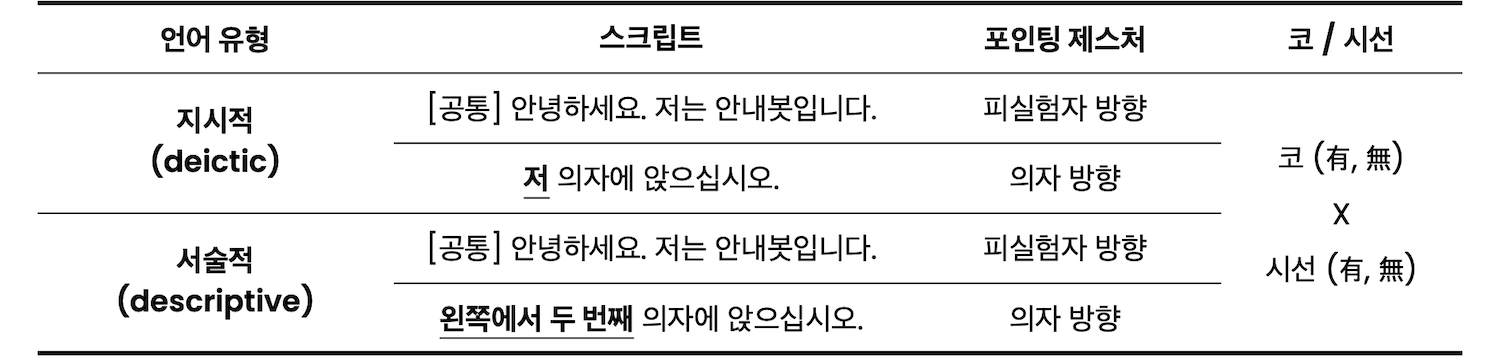 언어 유형 스크립트 포인팅 제스처 코 / 시선
지시적
(deictic)
[공통] 안녕하세요. 저는 안내봇입니다. 피실험자 방향
저 의자에 앉으십시오. 의자 방향
서술적
(descriptive)
[공통] 안녕하세요. 저는 안내봇입니다. 피실험자 방향
왼쪽에서 두 번째 의자에 앉으십시오. 의자 방향
코 (有, 無)
X
시선 (有, 無)